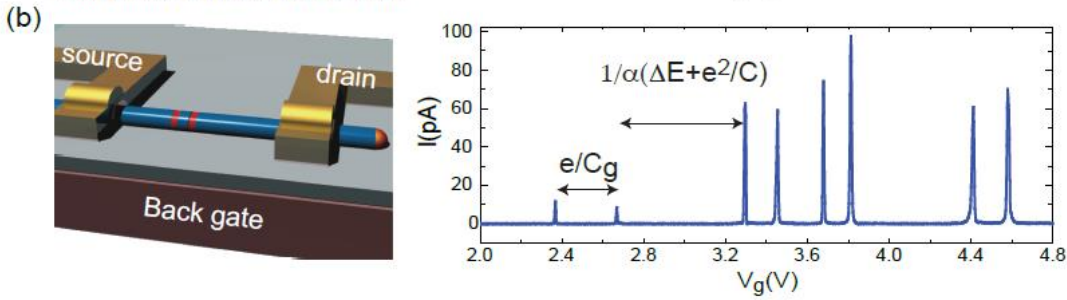 (b)
source
drain
Back gate
I(pA)
100
80
60
40
20
0
1/α(ΔE+e²/C)
e/Cg
2.0 2.4 2.8 3.2 3.6 4.0 4.4 4.8
Vg(V)